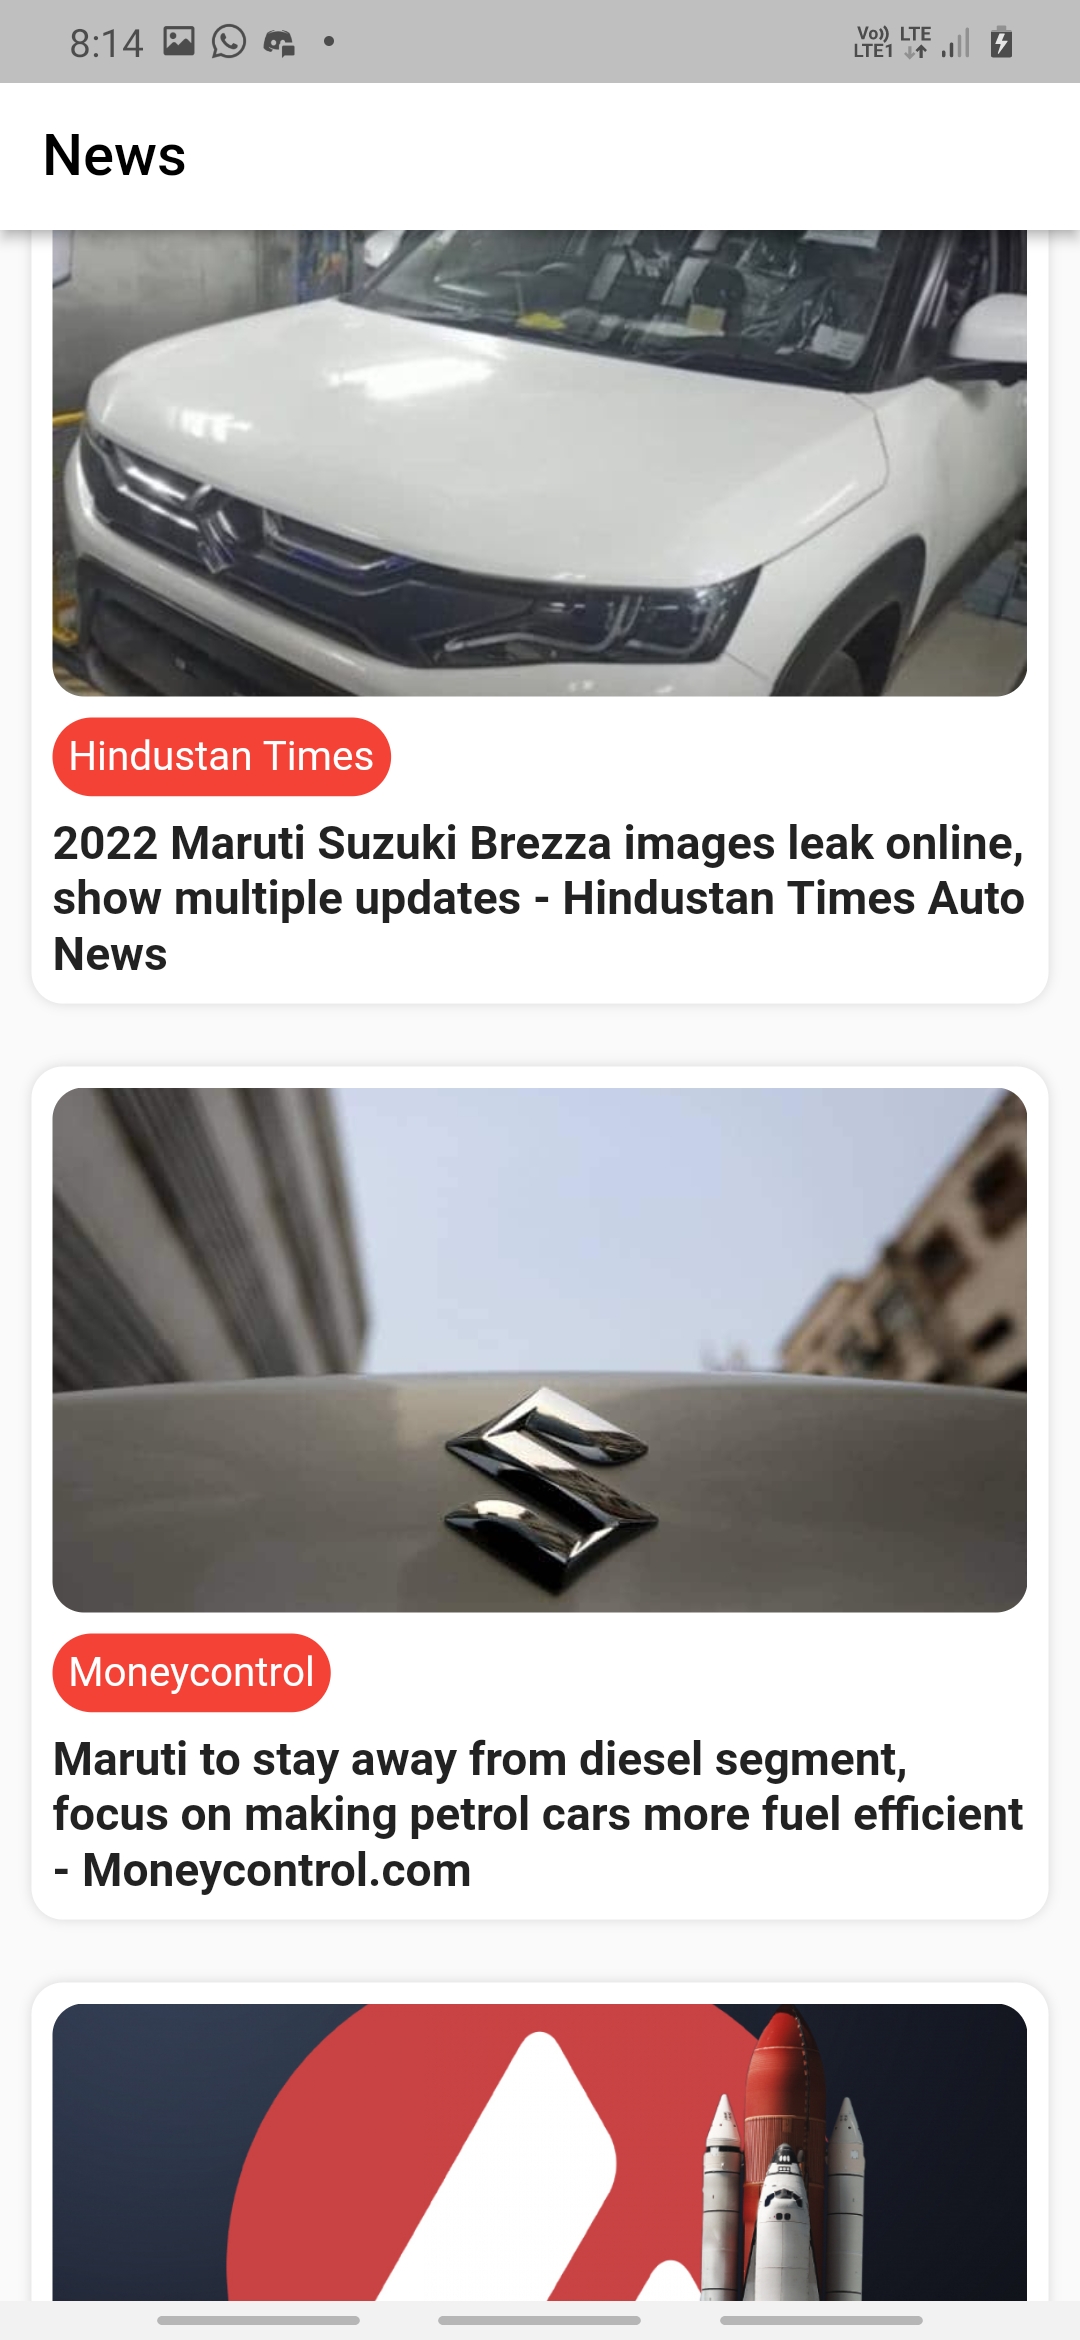 8:14
Vo)) LTE
LTE1
News
Hindustan Times
2022 Maruti Suzuki Brezza images leak online,
show multiple updates - Hindustan Times Auto
News
Moneycontrol
Maruti to stay away from diesel segment,
focus on making petrol cars more fuel efficient
- Moneycontrol.com